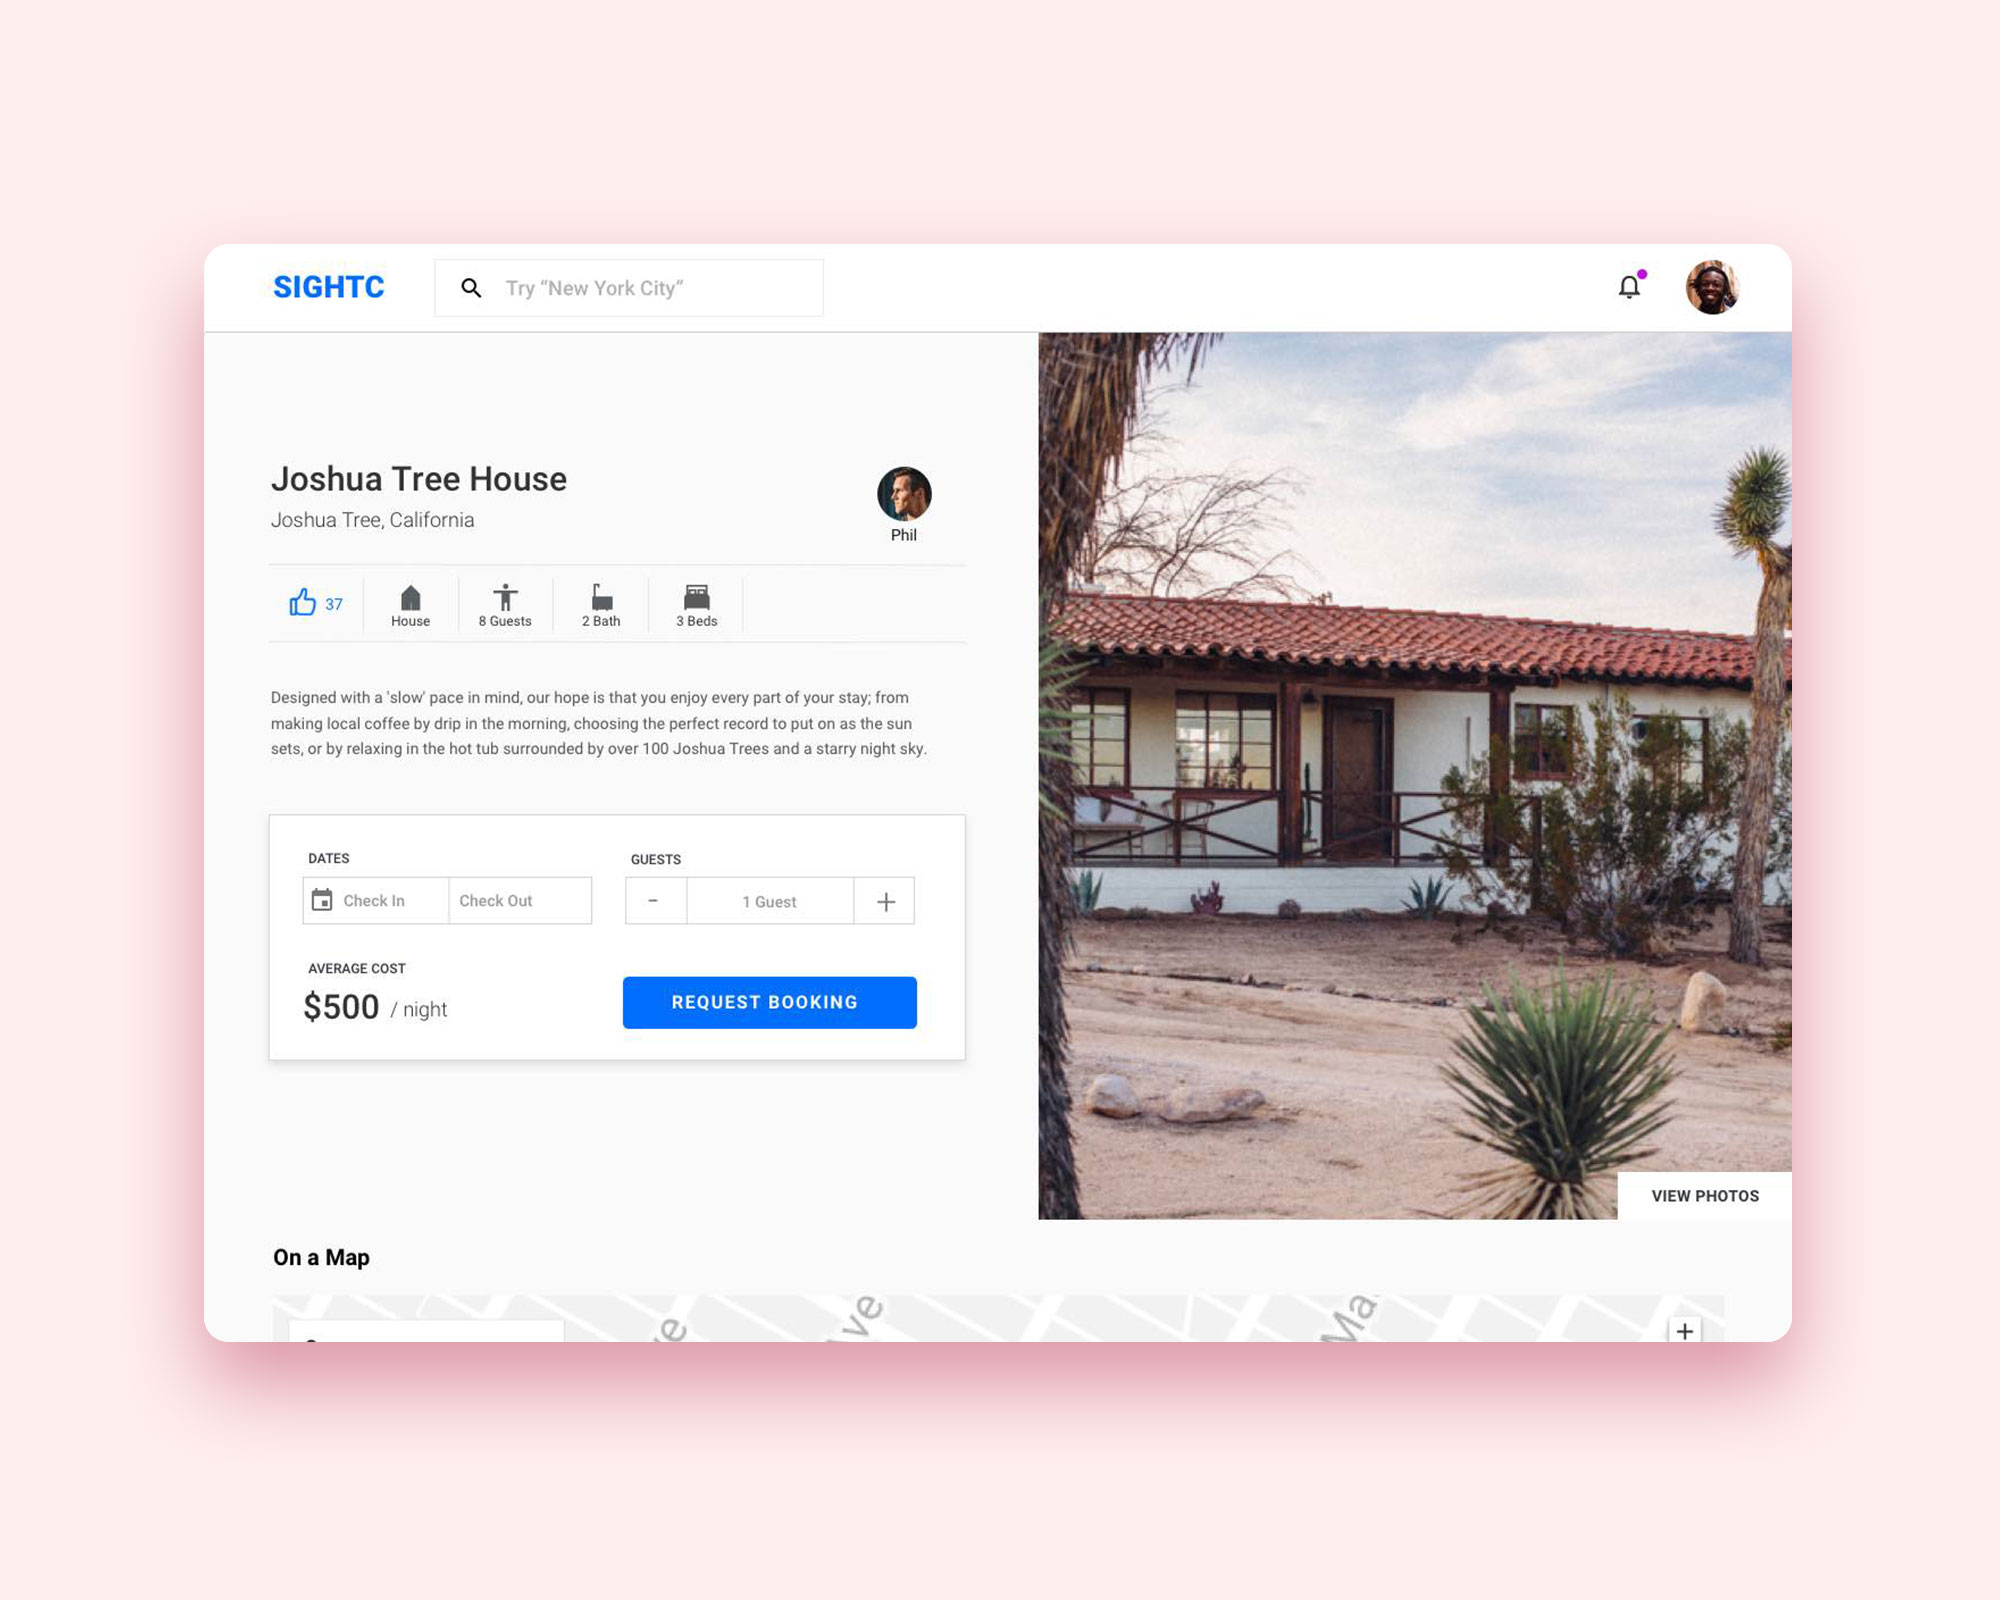 SIGHTC
Try “New York City“
Joshua Tree House
Joshua Tree, California
Phil
37
House
8 Guests
2 Bath
3 Beds
Designed with a 'slow' pace in mind, our hope is that you enjoy every part of your stay; from
making local coffee by drip in the morning, choosing the perfect record to put on as the sun
sets, or by relaxing in the hot tub surrounded by over 100 Joshua Trees and a starry night sky.
DATES
GUESTS
Check In
Check Out
-
1 Guest
+
AVERAGE COST
$500 / night
REQUEST BOOKING
VIEW PHOTOS
On a Map
ve
Ave
Ma
+